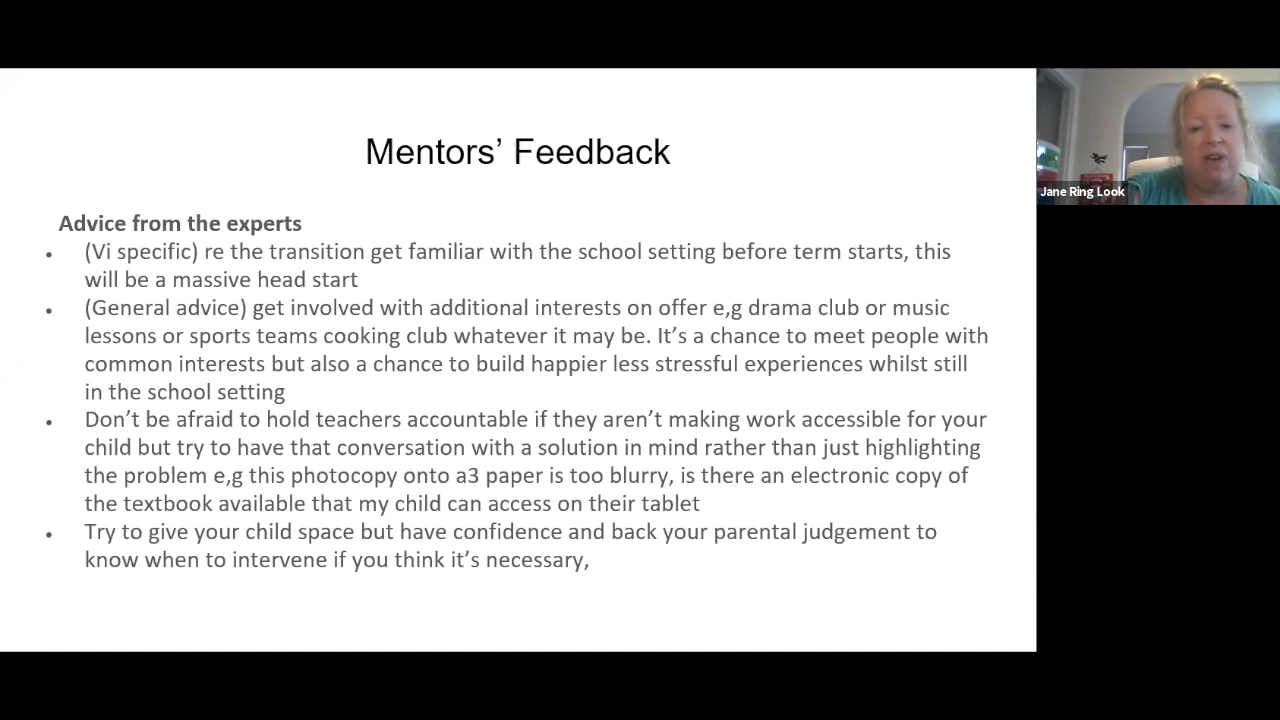 Mentors’ Feedback
Advice from the experts
• (Vi specific) re the transition get familiar with the school setting before term starts, this
will be a massive head start
• (General advice) get involved with additional interests on offer e,g drama club or music
lessons or sports teams cooking club whatever it may be. It’s a chance to meet people with
common interests but also a chance to build happier less stressful experiences whilst still
in the school setting
• Don’t be afraid to hold teachers accountable if they aren’t making work accessible for your
child but try to have that conversation with a solution in mind rather than just highlighting
the problem e,g this photocopy onto a3 paper is too blurry, is there an electronic copy of
the textbook available that my child can access on their tablet
• Try to give your child space but have confidence and back your parental judgement to
know when to intervene if you think it’s necessary,
Jane Ring Look